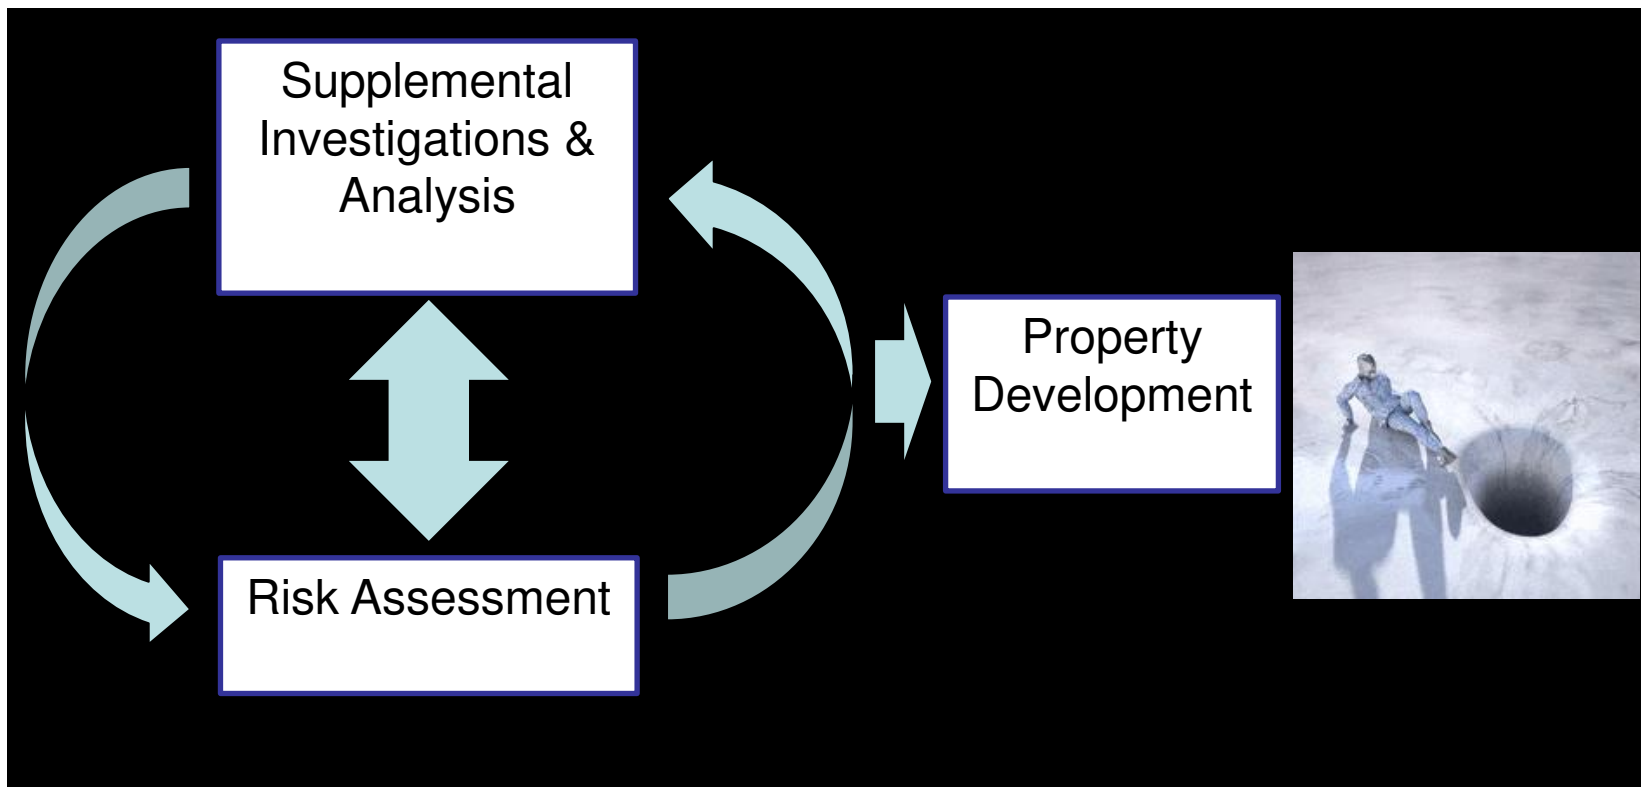 Supplemental
Investigations &
Analysis
Property
Development
Risk Assessment